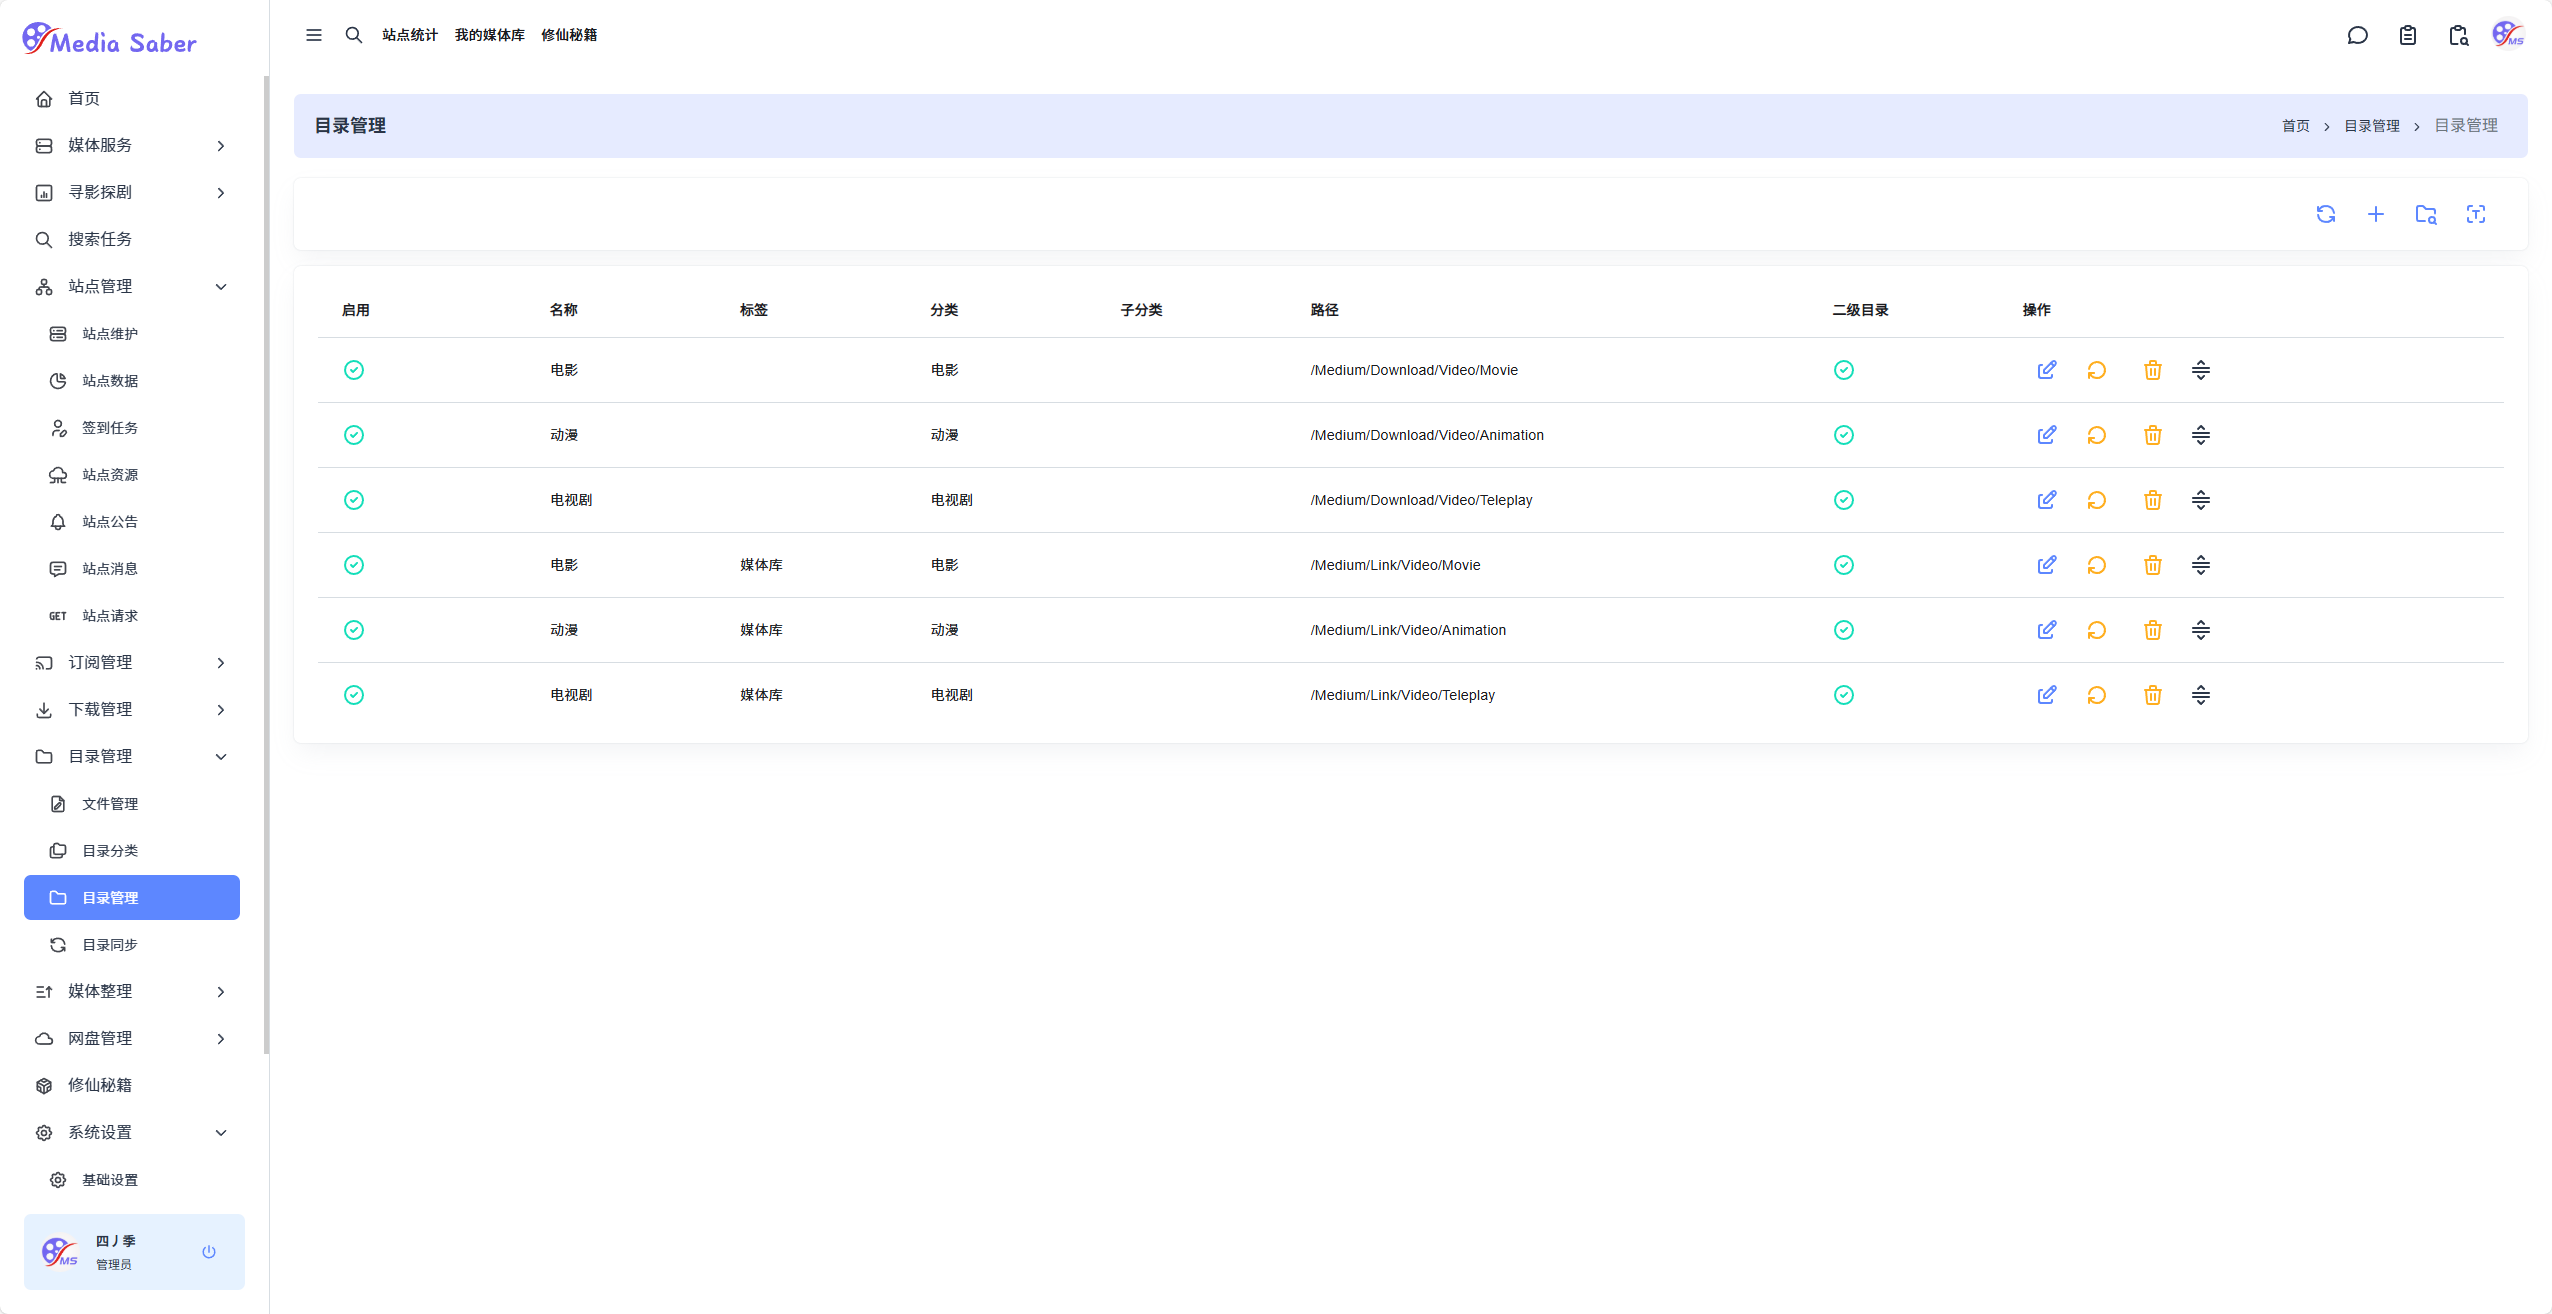 Media Saber
首页
媒体服务
寻影探剧
搜索任务
站点管理
站点维护
站点数据
签到任务
站点资源
站点公告
站点消息
GET 站点请求
订阅管理
下载管理
目录管理
文件管理
目录分类
目录管理
目录同步
媒体整理
网盘管理
修仙秘籍
系统设置
基础设置
MS
四丿季
管理员
站点统计 我的媒体库 修仙秘籍
MS
目录管理
首页 > 目录管理 > 目录管理
启用 名称 标签 分类 子分类 路径 二级目录 操作
电影 电影 /Medium/Download/Video/Movie
动漫 动漫 /Medium/Download/Video/Animation
电视剧 电视剧 /Medium/Download/Video/Teleplay
电影 媒体库 电影 /Medium/Link/Video/Movie
动漫 媒体库 动漫 /Medium/Link/Video/Animation
电视剧 媒体库 电视剧 /Medium/Link/Video/Teleplay